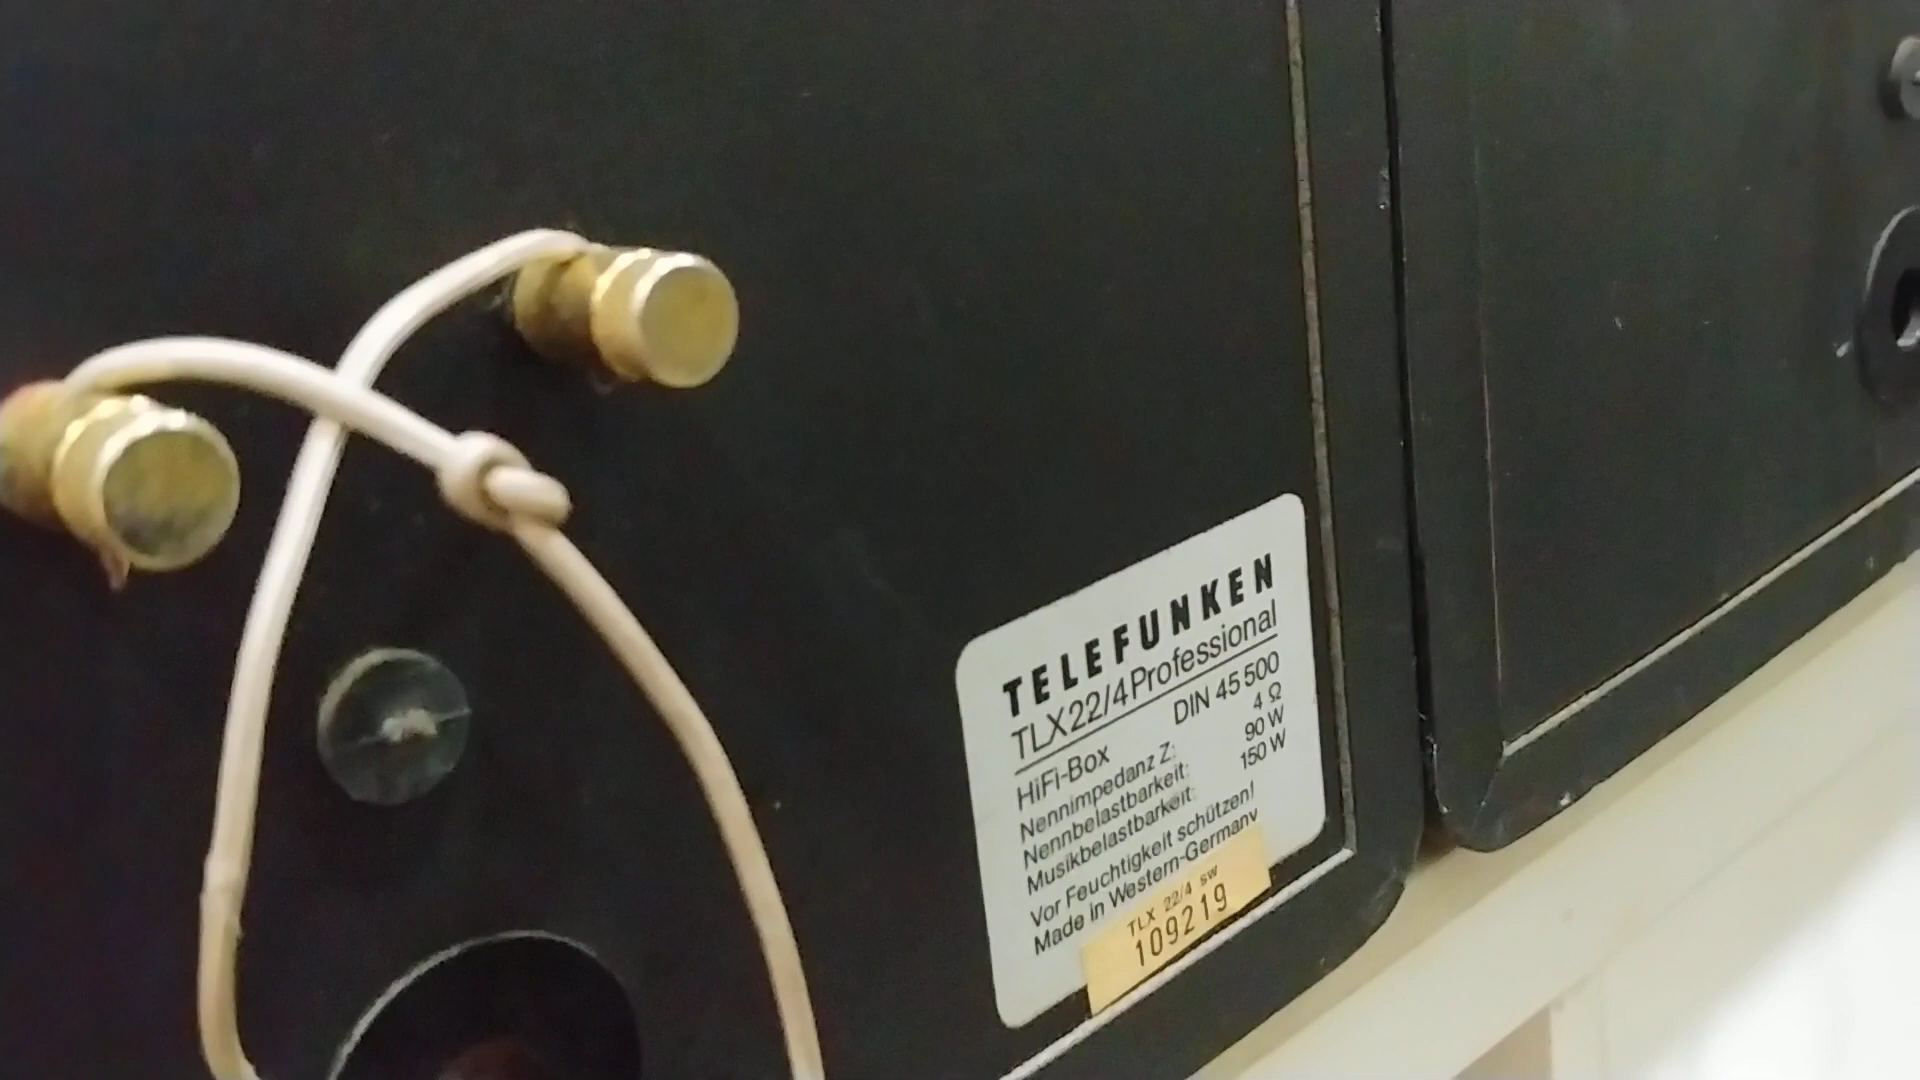 TELEFUNKEN
TLX22/4Professional
HiFi-Box DIN 45 500
Nennimpedanz Z: 4 Ω
Nennbelastbarkeit: 90 W
Musikbelastbarkeit: 150 W
Vor Feuchtigkeit schützen!
Made in Western-Germany
TLX 22/4 sw
109219